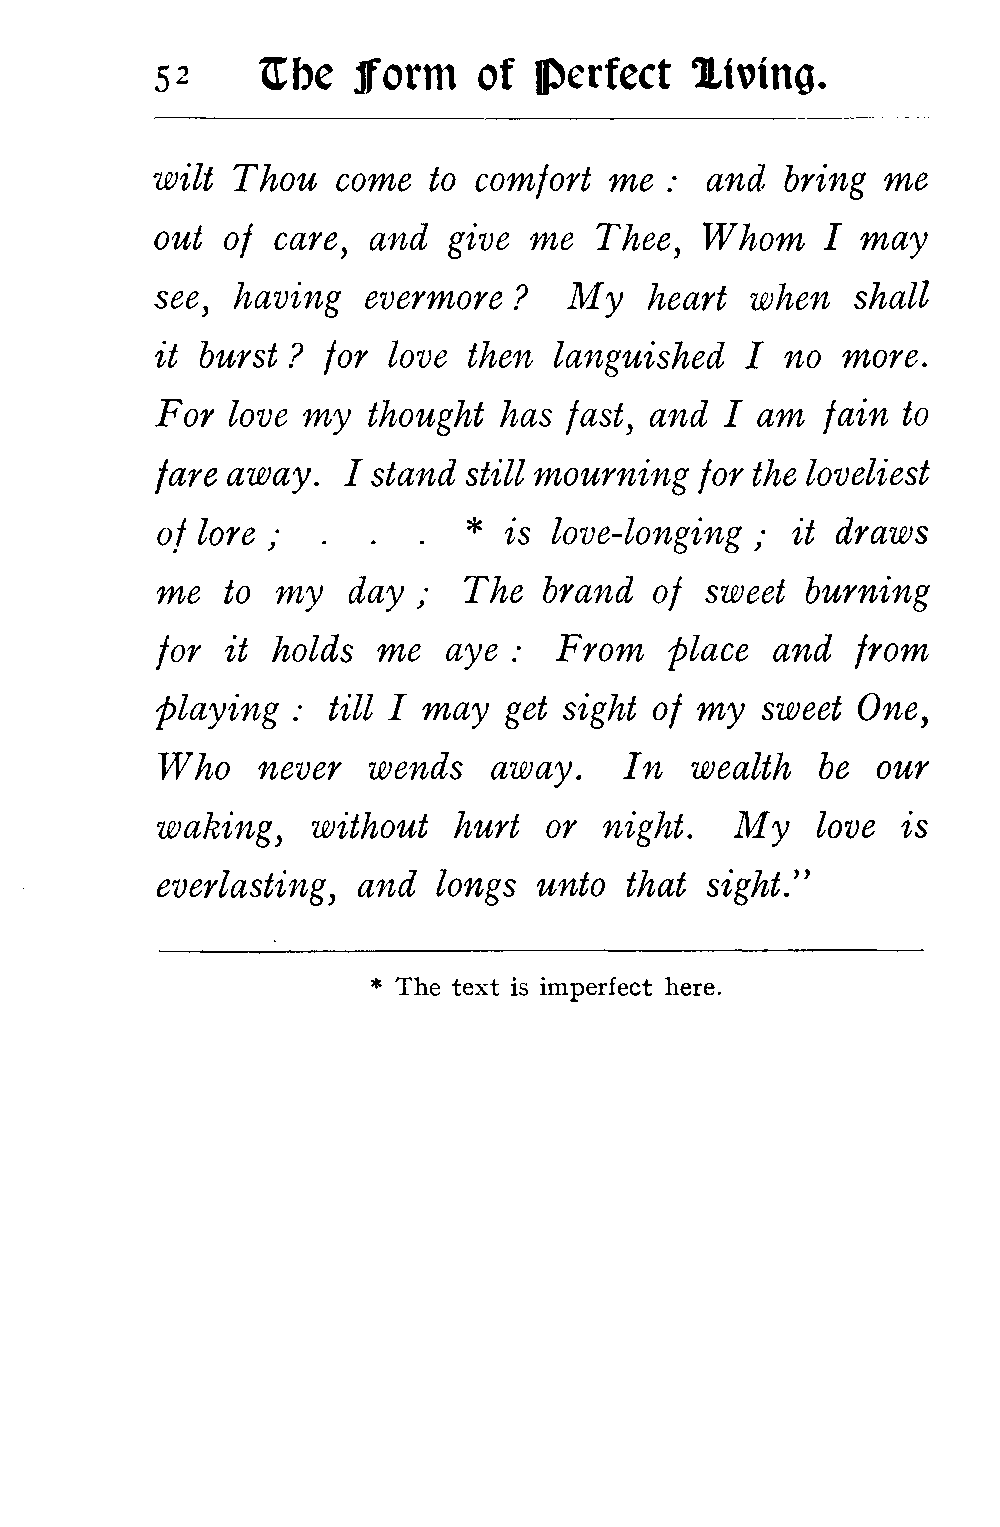 52 The Form of Perfect Living.
wilt Thou come to comfort me : and bring me
out of care, and give me Thee, Whom I may
see, having evermore ? My heart when shall
it burst ? for love then languished I no more.
For love my thought has fast, and I am fain to
fare away. I stand still mourning for the loveliest
of lore ; . . . * is love-longing ; it draws
me to my day ; The brand of sweet burning
for it holds me aye : From place and from
playing : till I may get sight of my sweet One,
Who never wends away. In wealth be our
waking, without hurt or night. My love is
everlasting, and longs unto that sight."
* The text is imperfect here.